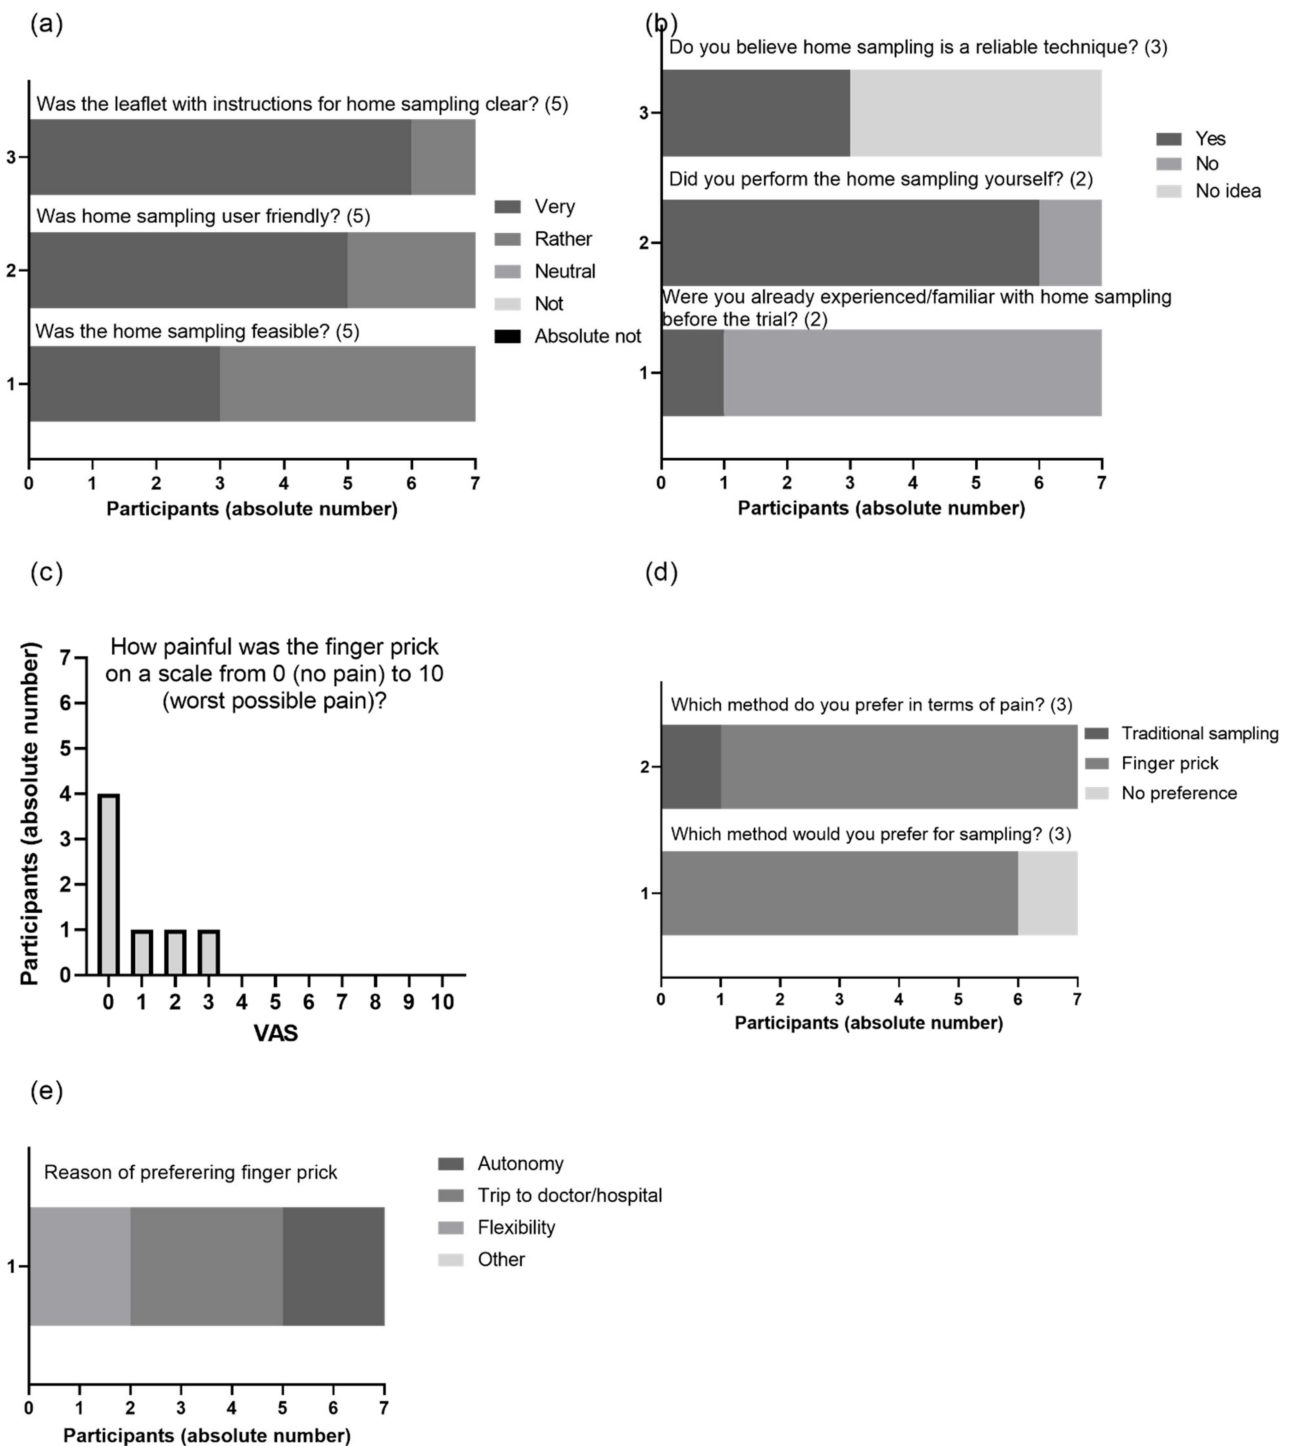 (a)
Was the leaflet with instructions for home sampling clear? (5)
3
Was home sampling user friendly? (5)
2
Was the home sampling feasible? (5)
1
0 1 2 3 4 5 6 7
Participants (absolute number)
Very
Rather
Neutral
Not
Absolute not
(b)
Do you believe home sampling is a reliable technique? (3)
3
Did you perform the home sampling yourself? (2)
2
Were you already experienced/familiar with home sampling
before the trial? (2)
1
0 1 2 3 4 5 6 7
Participants (absolute number)
Yes
No
No idea
(c)
How painful was the finger prick
on a scale from 0 (no pain) to 10
(worst possible pain)?
Participants (absolute number)
7
6
5
4
3
2
1
0
0 1 2 3 4 5 6 7 8 9 10
VAS
(d)
Which method do you prefer in terms of pain? (3)
2
Which method would you prefer for sampling? (3)
1
0 1 2 3 4 5 6 7
Participants (absolute number)
Traditional sampling
Finger prick
No preference
(e)
Reason of preferering finger prick
1
0 1 2 3 4 5 6 7
Participants (absolute number)
Autonomy
Trip to doctor/hospital
Flexibility
Other